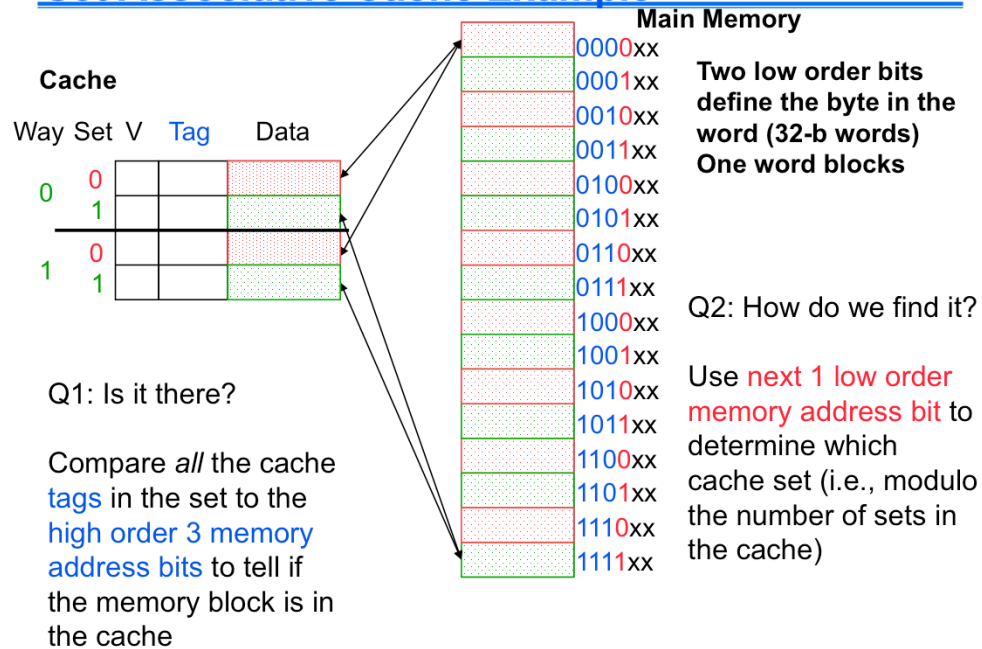 Set Associative Cache Example
Main Memory
Cache
Way Set V Tag Data
0
0
1
1
0
1
0000xx
0001xx
0010xx
0011xx
0100xx
0101xx
0110xx
0111xx
1000xx
1001xx
1010xx
1011xx
1100xx
1101xx
1110xx
1111xx
Two low order bits
define the byte in the
word (32-b words)
One word blocks
Q2: How do we find it?
Use next 1 low order
memory address bit to
determine which
cache set (i.e., modulo
the number of sets in
the cache)
Q1: Is it there?
Compare all the cache
tags in the set to the
high order 3 memory
address bits to tell if
the memory block is in
the cache